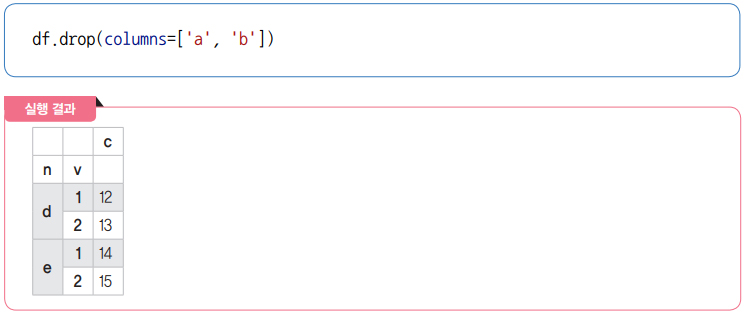 df.drop(columns=['a', 'b'])
실행 결과
c
n v
d 1 12
2 13
e 1 14
2 15